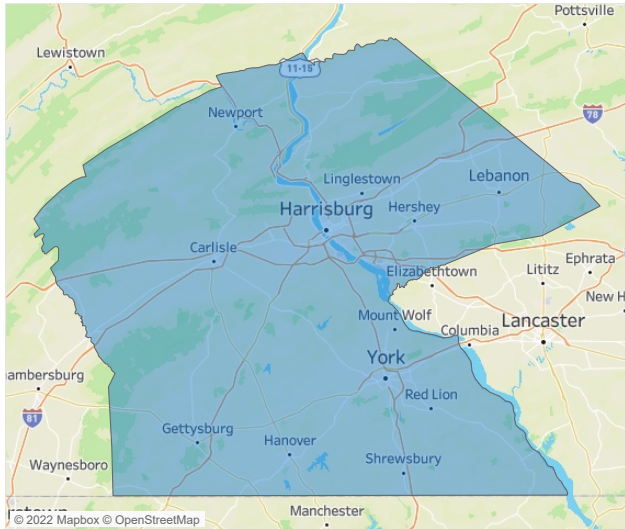 Pottsville
Lewistown
11-15
Newport
78
Linglestown
Lebanon
Harrisburg
Hershey
Carlisle
Ephrata
Elizabethtown
Lititz
New H
Mount Wolf
Lancaster
Columbia
York
ambersburg
Red Lion
81
Gettysburg
Hanover
Shrewsbury
Waynesboro
Manchester
rstown
© 2022 Mapbox © OpenStreetMap